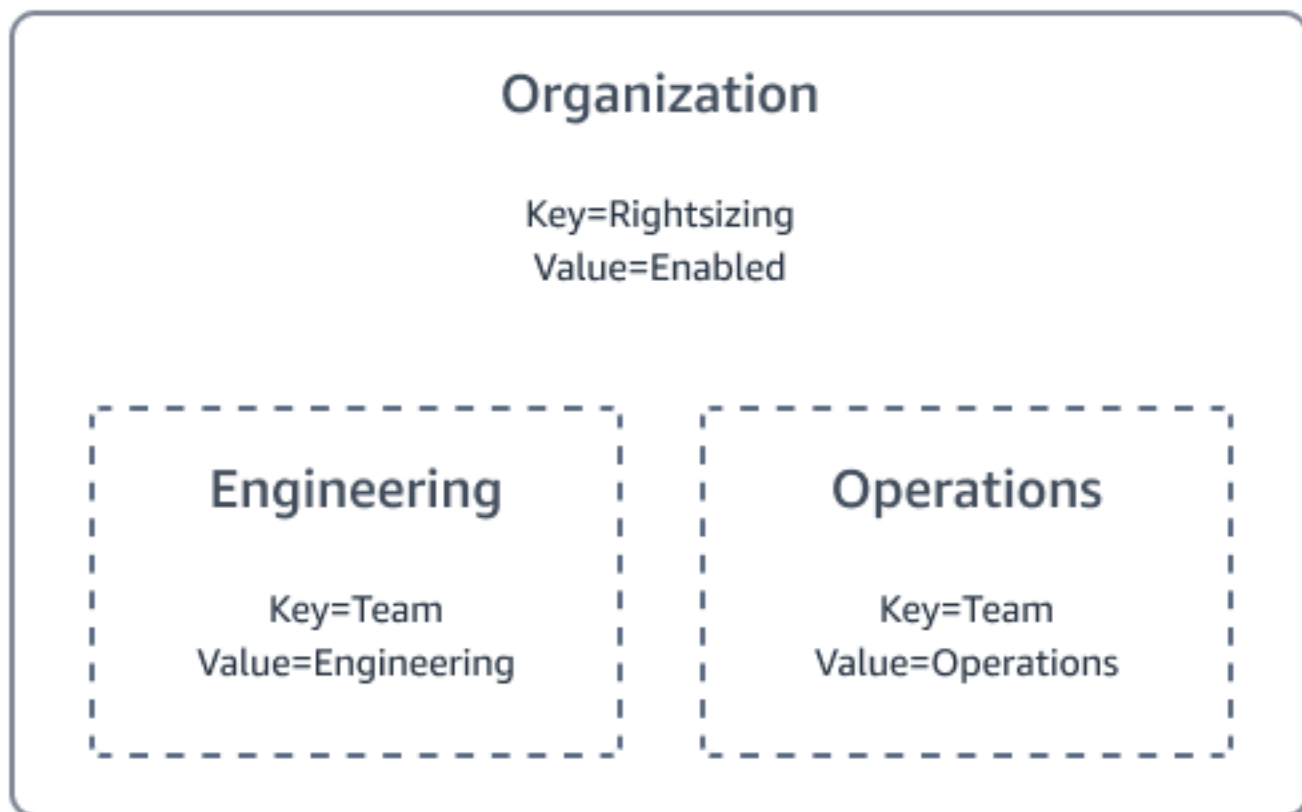 Organization
Key=Rightsizing
Value=Enabled
Engineering
Key=Team
Value=Engineering
Operations
Key=Team
Value=Operations